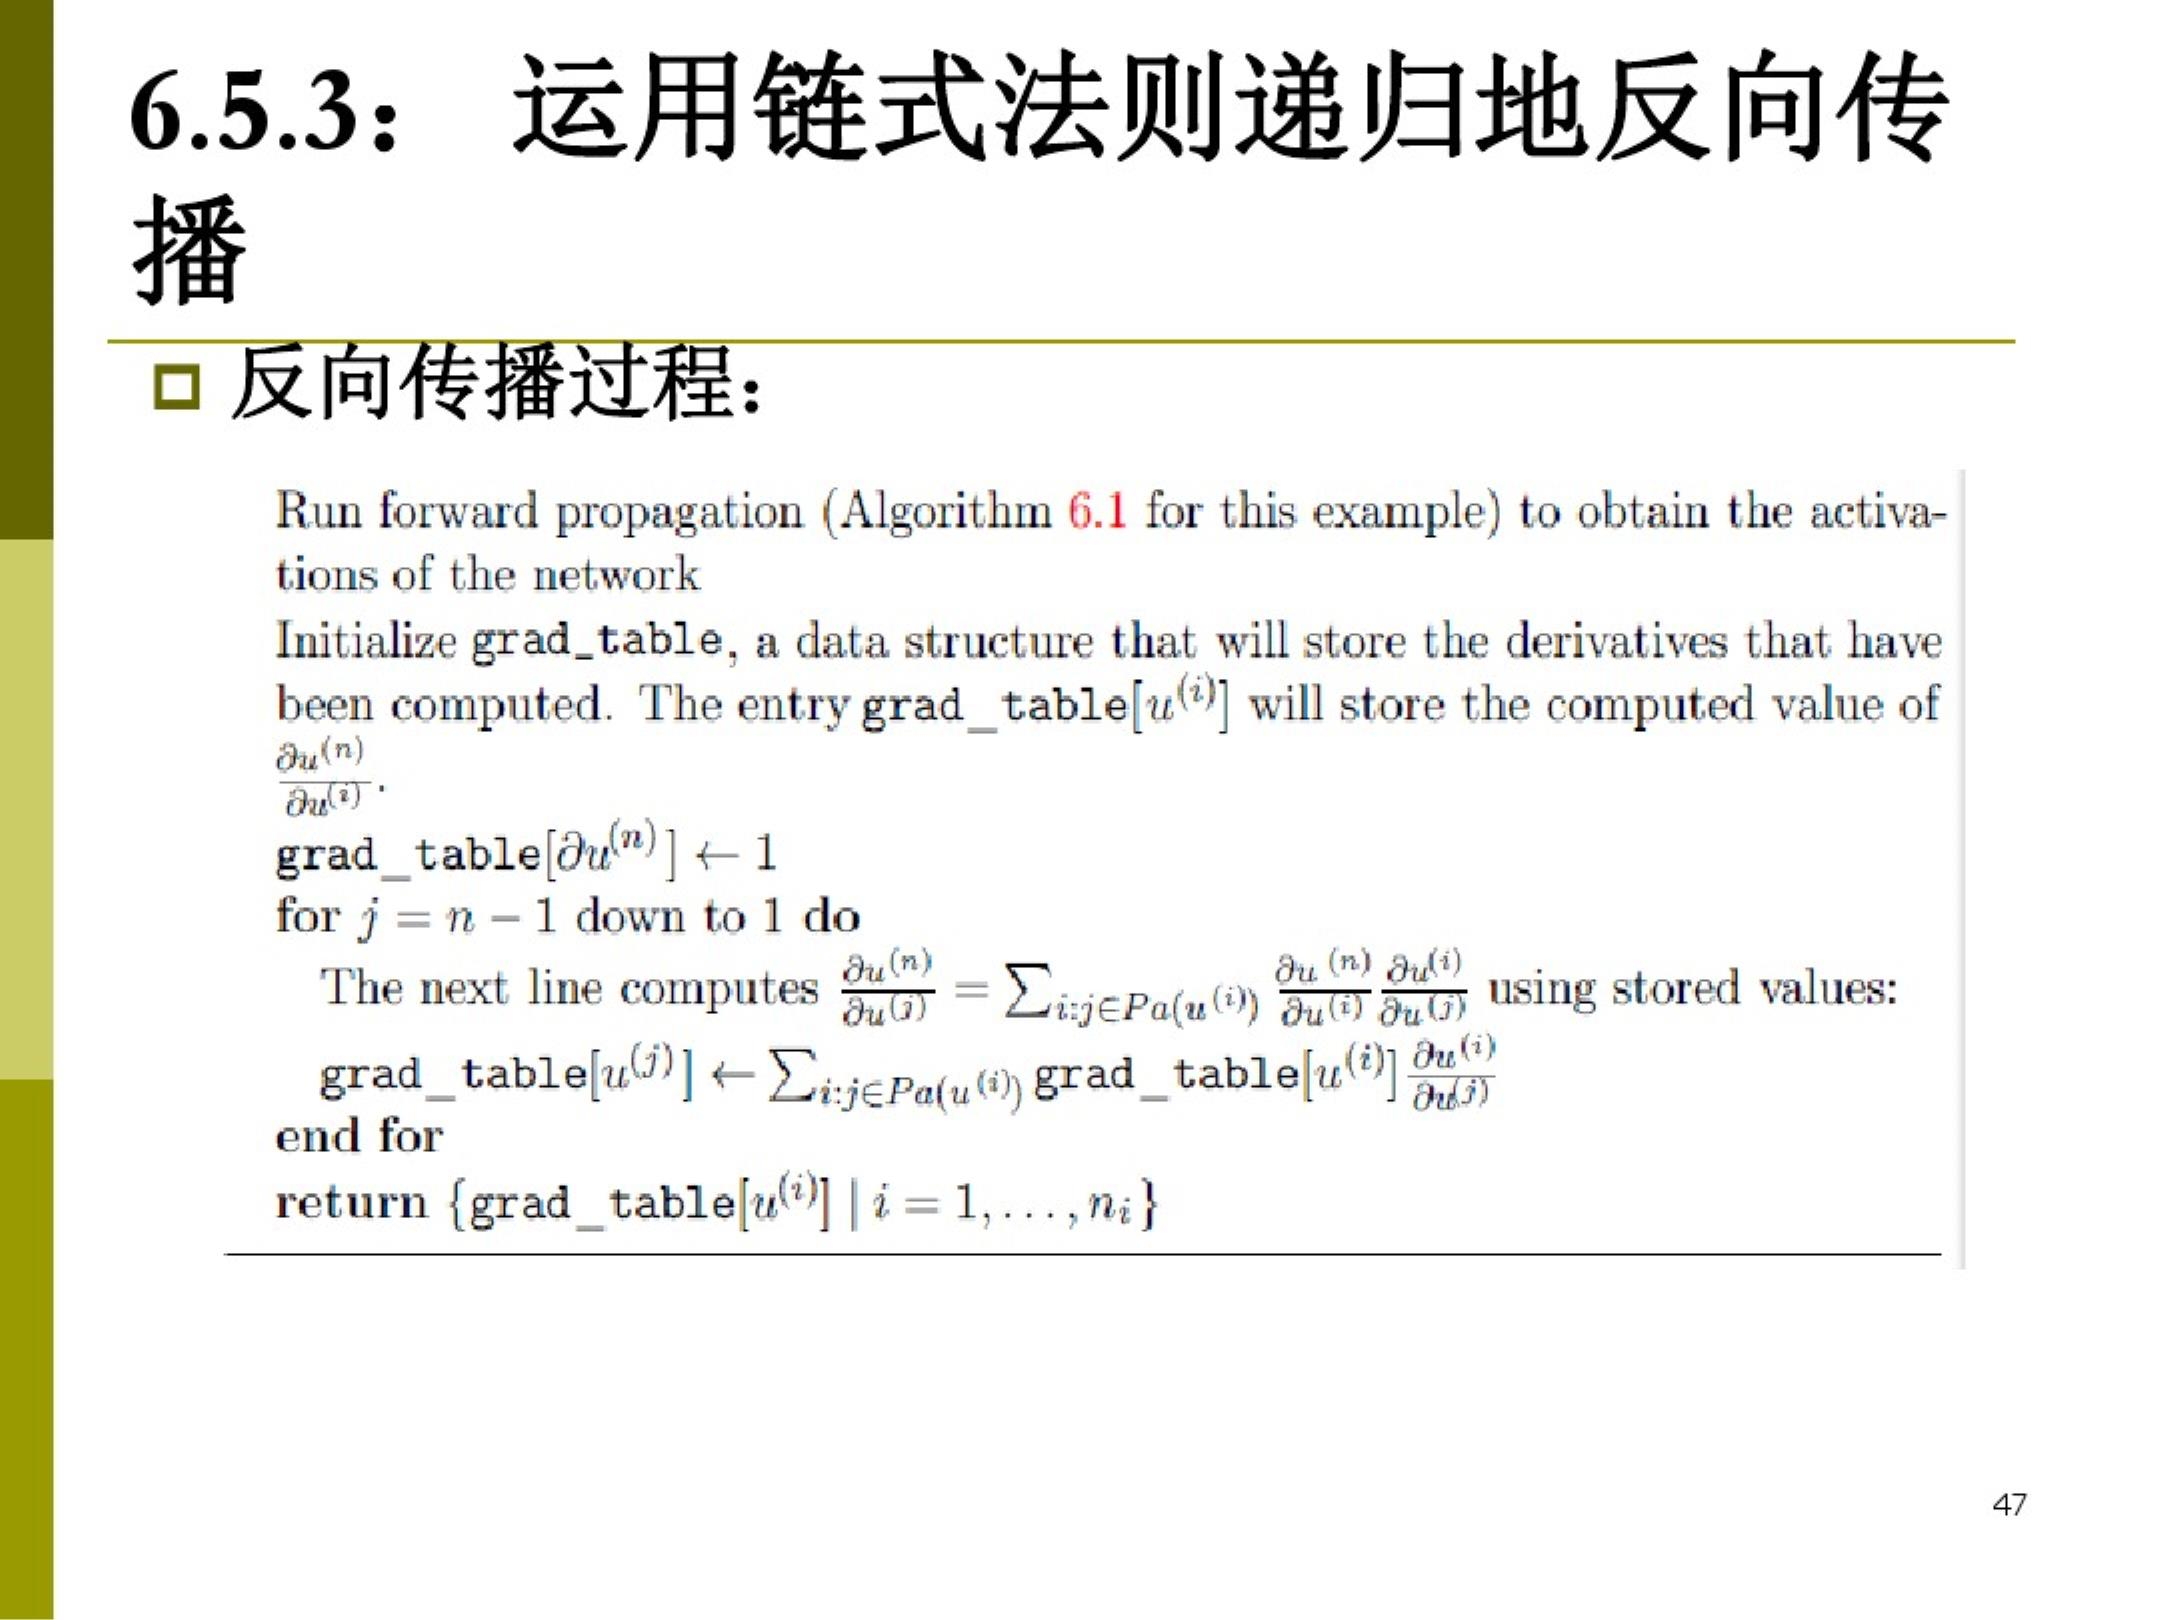 6.5.3： 运用链式法则递归地反向传
播
反向传播过程：
Run forward propagation (Algorithm 6.1 for this example) to obtain the activa-
tions of the network
Initialize grad_table, a data structure that will store the derivatives that have
been computed. The entry grad_table[u^(i)] will store the computed value of
∂u^(n)/∂u^(i).
grad_table[∂u^(n)] ← 1
for j = n − 1 down to 1 do
The next line computes ∂u^(n)/∂u^(j) = ∑_{i:j∈Pa(u^(i))} ∂u^(n)/∂u^(i) ∂u^(i)/∂u^(j) using stored values:
grad_table[u^(j)] ← ∑_{i:j∈Pa(u^(i))} grad_table[u^(i)] ∂u^(i)/∂u^(j)
end for
return {grad_table[u^(i)] | i = 1, . . . , n_i}
47